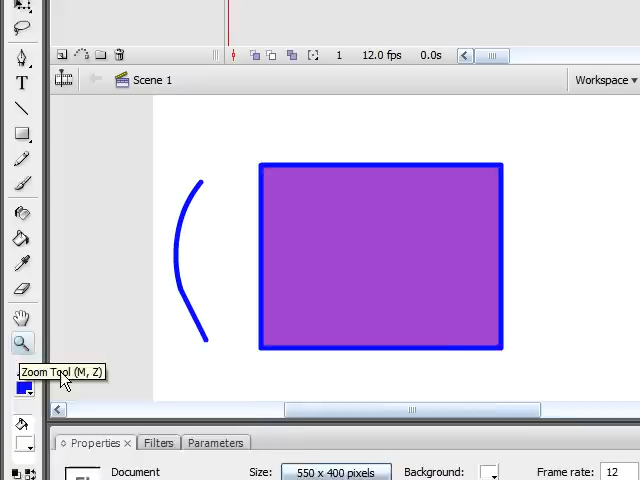 1 12.0 fps 0.0s
Scene 1 Workspace
T
Zoom Tool (M, Z)
Properties × Filters Parameters
Document Size: 550 x 400 pixels Background: Frame rate: 12